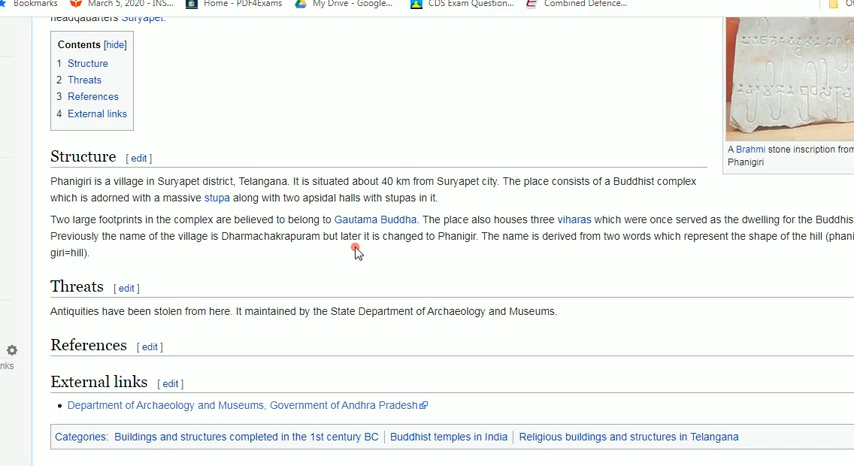 Bookmarks March 5, 2020 - INS... Home - PDF4Exams My Drive - Google... CDS Exam Question... Combined Defence...
headquarters Suryapet.
Contents [hide]
1 Structure
2 Threats
3 References
4 External links
A Brahmi stone inscription from
Phanigiri
Structure [ edit ]
Phanigiri is a village in Suryapet district, Telangana. It is situated about 40 km from Suryapet city. The place consists of a Buddhist complex
which is adorned with a massive stupa along with two apsidal halls with stupas in it.
Two large footprints in the complex are believed to belong to Gautama Buddha. The place also houses three viharas which were once served as the dwelling for the Buddhis
Previously the name of the village is Dharmachakrapuram but later it is changed to Phanigir. The name is derived from two words which represent the shape of the hill (phani
giri=hill).
Threats [ edit ]
Antiquities have been stolen from here. It maintained by the State Department of Archaeology and Museums.
References [ edit ]
nks
External links [ edit ]
Department of Archaeology and Museums, Government of Andhra Pradesh
Categories: Buildings and structures completed in the 1st century BC | Buddhist temples in India | Religious buildings and structures in Telangana